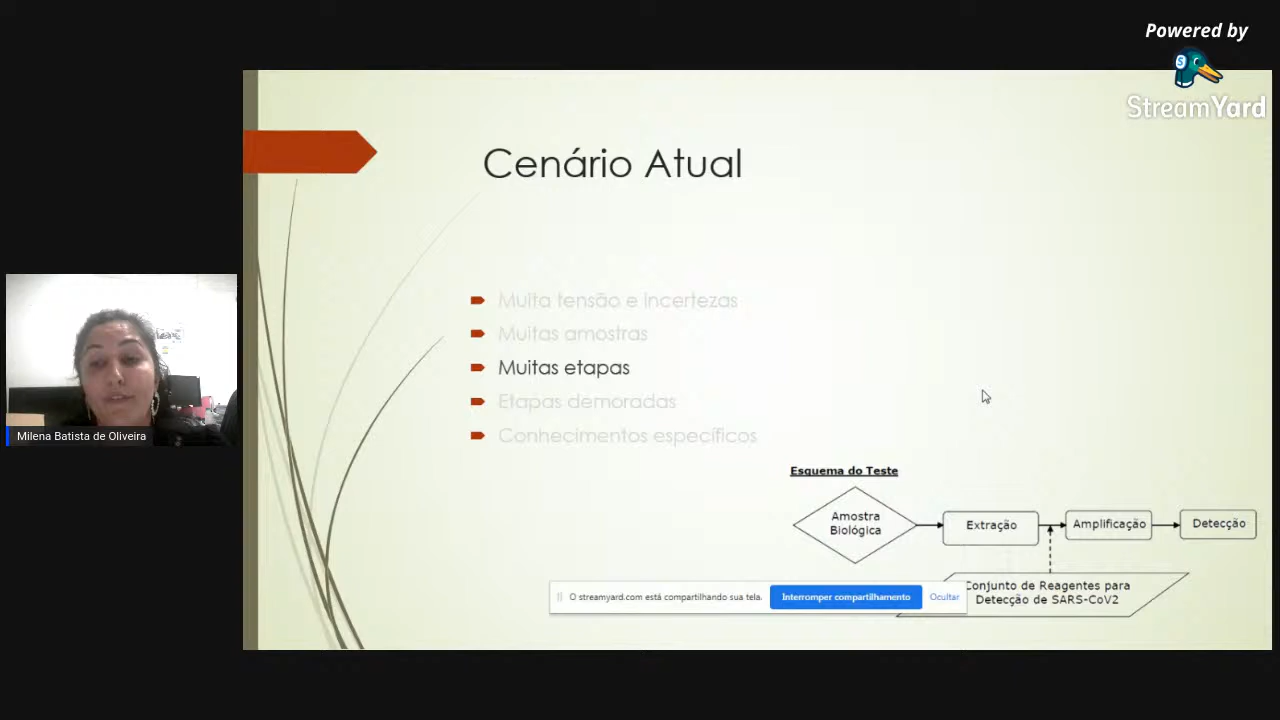 Powered by
StreamYard
Cenário Atual
Muita tensão e incertezas
Muitas amostras
Muitas etapas
Etapas demoradas
Conhecimentos específicos
Milena Batista de Oliveira
Esquema do Teste
Amostra
Biológica
Extração
Amplificação
Detecção
Conjunto de Reagentes para
Detecção de SARS-CoV2
O streamyard.com está compartilhando sua tela.
Interromper compartilhamento
Ocultar